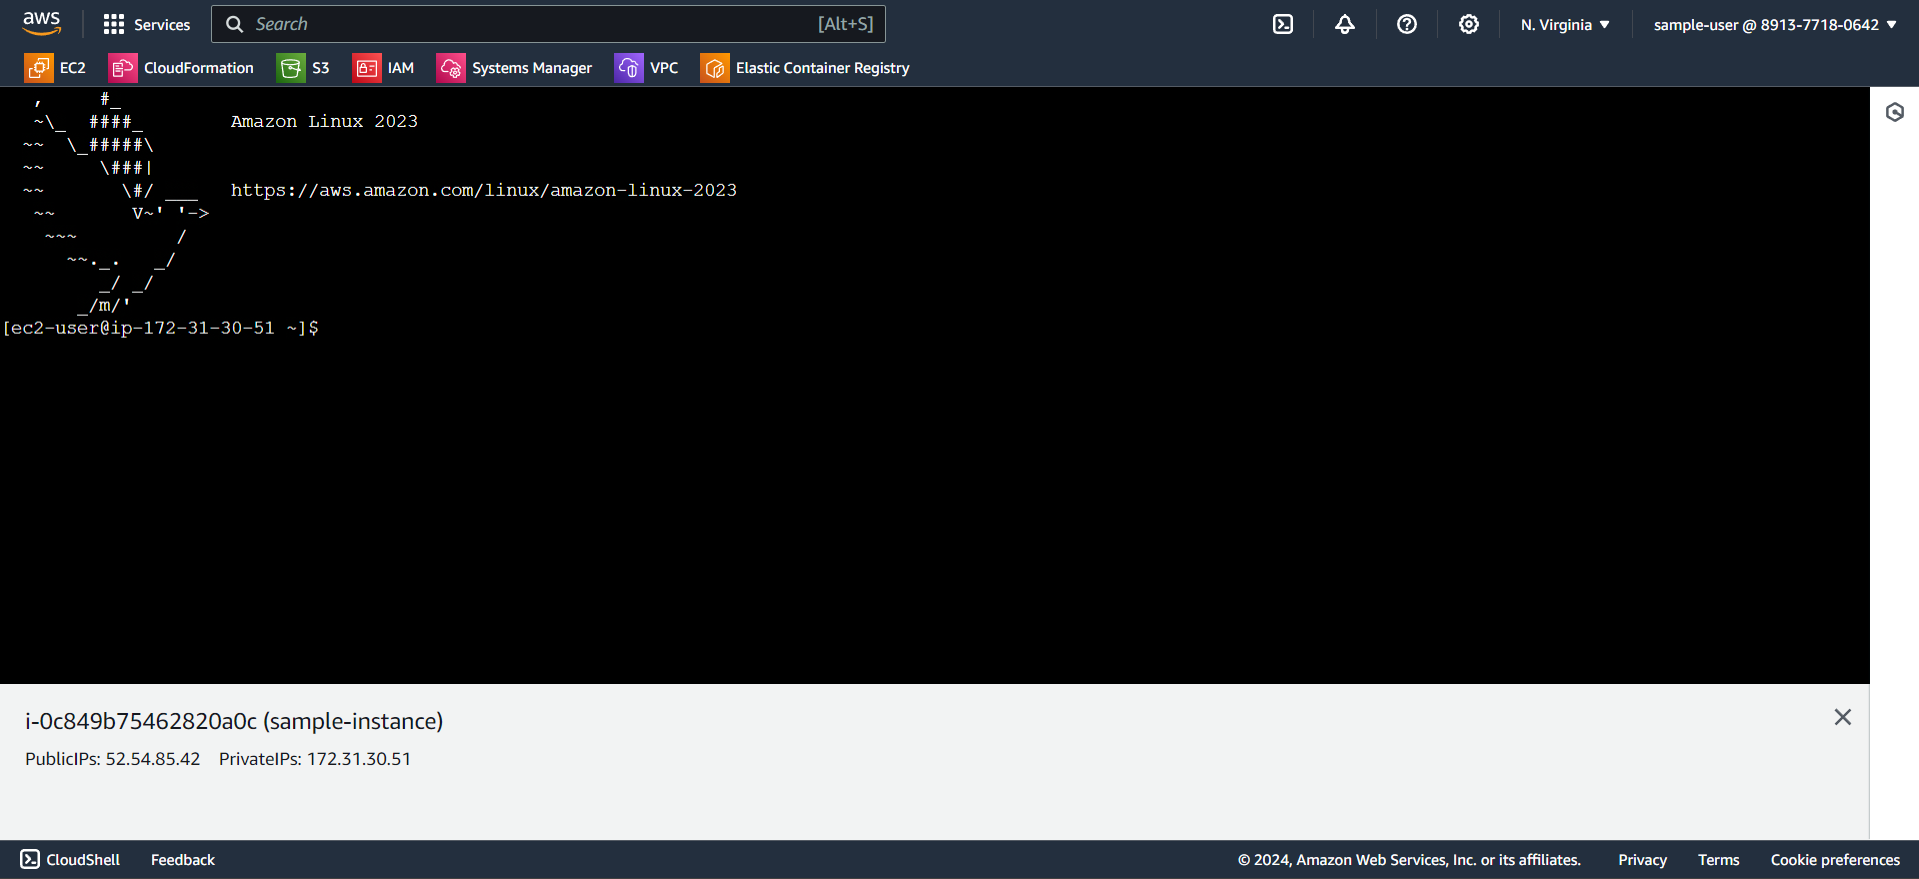 aws Services Search [Alt+S] N. Virginia ▼ sample-user @ 8913-7718-0642 ▼
EC2 CloudFormation S3 IAM Systems Manager VPC Elastic Container Registry
   ,     #_
   ~\_  ####_        Amazon Linux 2023
  ~~  \_#####\
  ~~     \###|
  ~~       \#/ ___   https://aws.amazon.com/linux/amazon-linux-2023
   ~~       V~' '->
    ~~~         /
      ~~._.   _/
         _/ _/
       _/m/'
[ec2-user@ip-172-31-30-51 ~]$
i-0c849b75462820a0c (sample-instance)
PublicIPs: 52.54.85.42 PrivateIPs: 172.31.30.51
CloudShell Feedback © 2024, Amazon Web Services, Inc. or its affiliates. Privacy Terms Cookie preferences